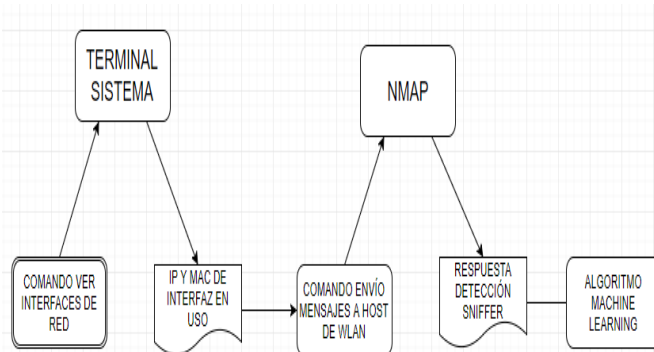 TERMINAL
SISTEMA
NMAP
COMANDO VER
INTERFACES DE
RED
IP Y MAC DE
INTERFAZ EN
USO
COMANDO ENVÍO
MENSAJES A HOST
DE WLAN
RESPUESTA
DETECCIÓN
SNIFFER
ALGORITMO
MACHINE
LEARNING